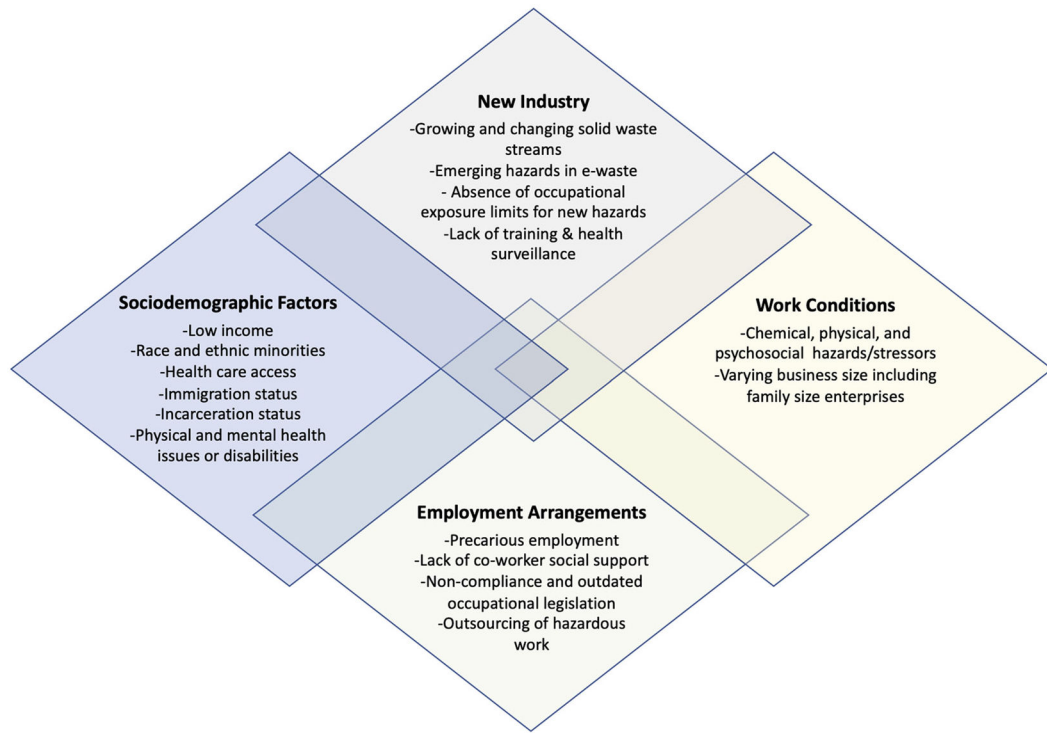 New Industry
-Growing and changing solid waste
streams
-Emerging hazards in e-waste
- Absence of occupational
exposure limits for new hazards
-Lack of training & health
surveillance
Sociodemographic Factors
-Low income
-Race and ethnic minorities
-Health care access
-Immigration status
-Incarceration status
-Physical and mental health
issues or disabilities
Work Conditions
-Chemical, physical, and
psychosocial hazards/stressors
-Varying business size including
family size enterprises
Employment Arrangements
-Precarious employment
-Lack of co-worker social support
-Non-compliance and outdated
occupational legislation
-Outsourcing of hazardous
work